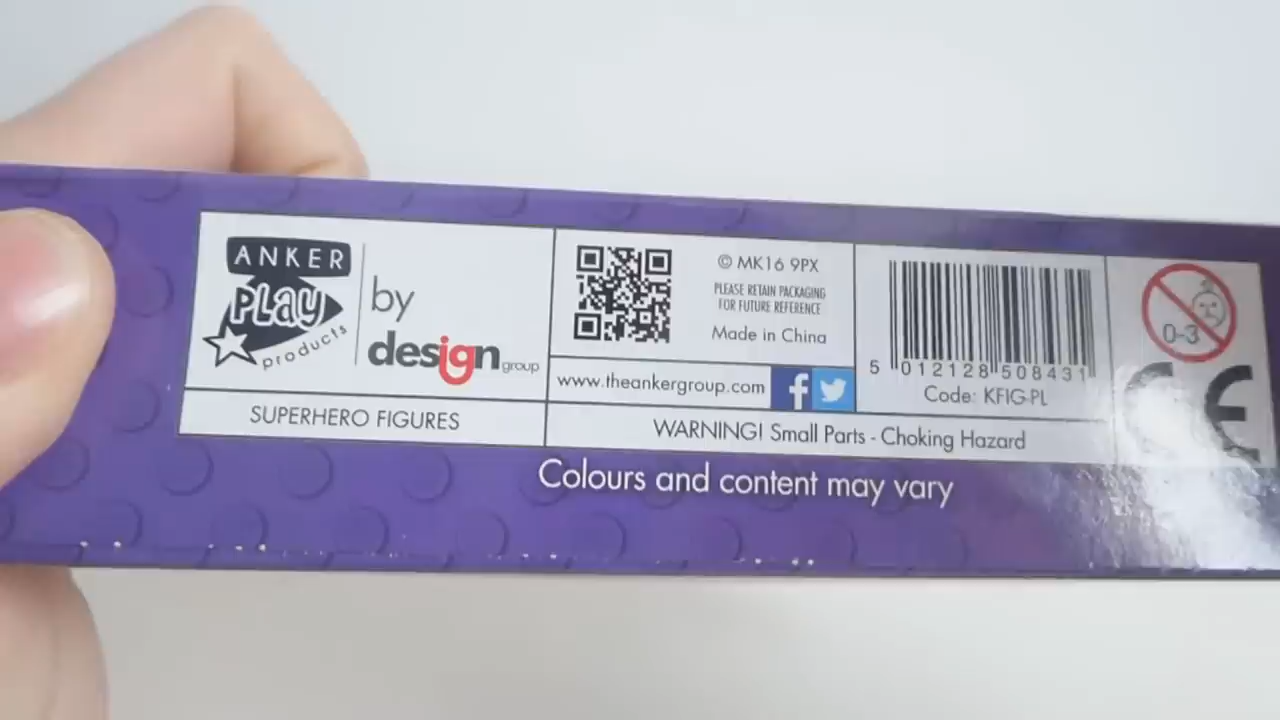 ANKER
PLAY
products
by
design group
SUPERHERO FIGURES
© MK16 9PX
PLEASE RETAIN PACKAGING
FOR FUTURE REFERENCE
Made in China
www.theankergroup.com
f
5 012128 508431
Code: KFIG-PL
WARNING! Small Parts - Choking Hazard
0-3
CE
Colours and content may vary